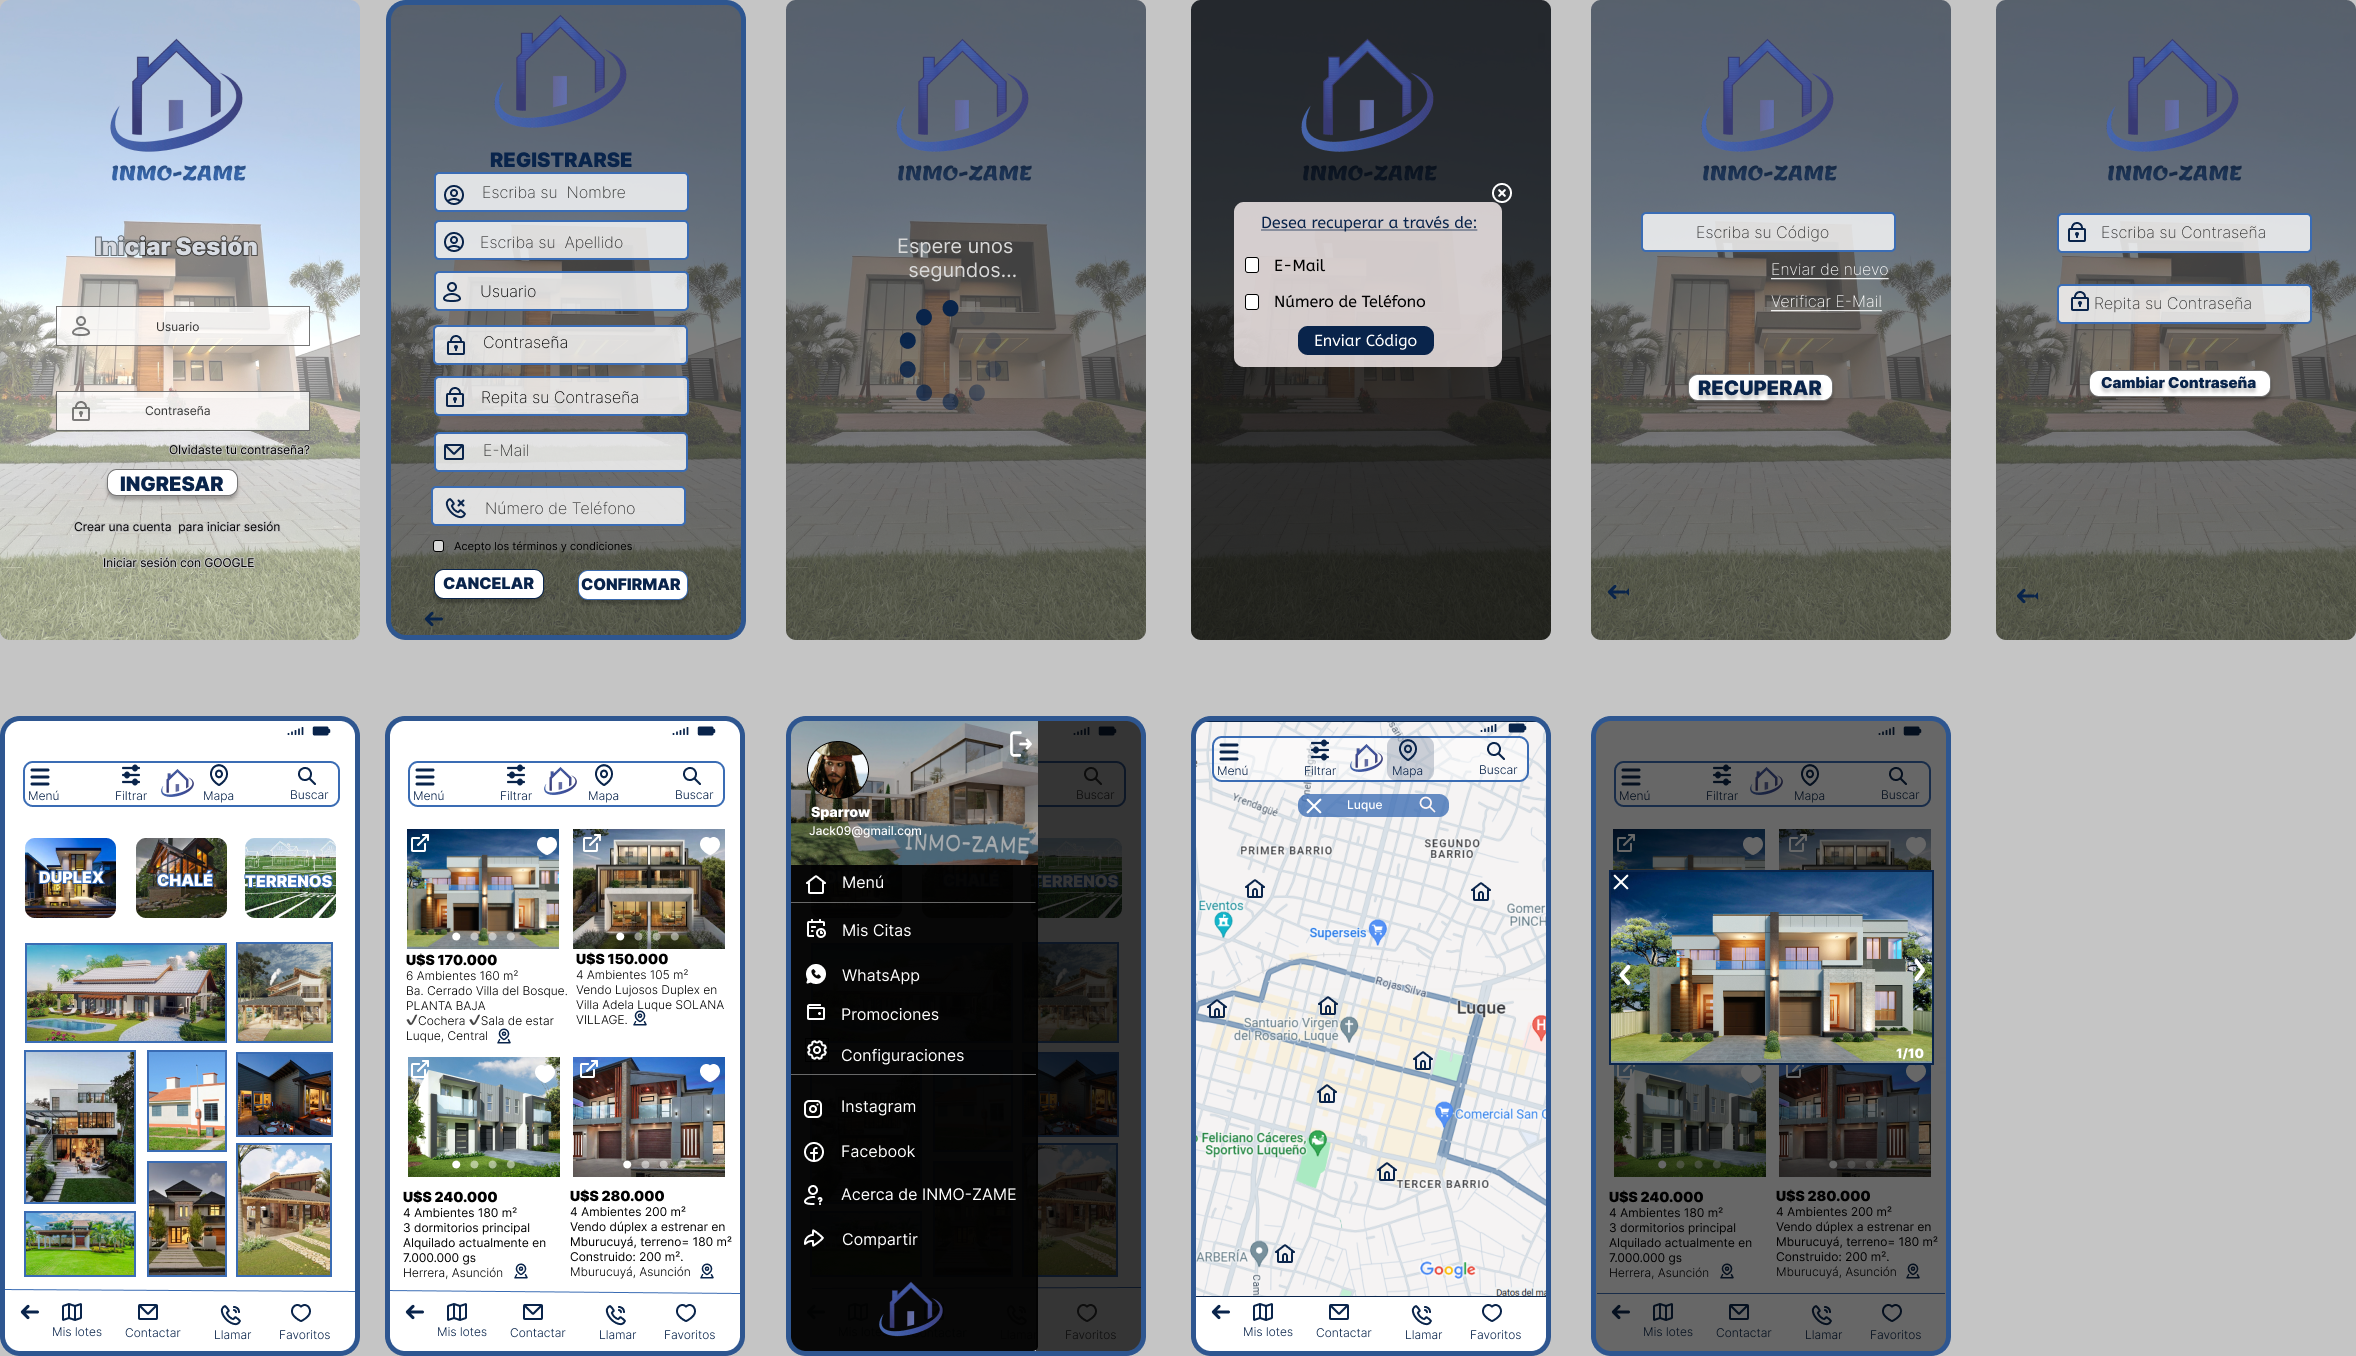 INMO-ZAME
Iniciar Sesión
Usuario
Contraseña
Olvidaste tu contraseña?
INGRESAR
Crear una cuenta para iniciar sesión
Iniciar sesión con GOOGLE
REGISTRARSE
Escriba su Nombre
Escriba su Apellido
Usuario
Contraseña
Repita su Contraseña
E-Mail
Número de Teléfono
Acepto los términos y condiciones
CANCELAR
CONFIRMAR
INMO-ZAME
Espere unos
segundos...
INMO-ZAME
Desea recuperar a través de:
E-Mail
Número de Teléfono
Enviar Código
INMO-ZAME
Escriba su Código
Enviar de nuevo
Verificar E-Mail
RECUPERAR
INMO-ZAME
Escriba su Contraseña
Repita su Contraseña
Cambiar Contraseña
Menú
Filtrar
Mapa
Buscar
DUPLEX
CHALÉ
TERRENOS
Mis lotes
Contactar
Llamar
Favoritos
Menú
Filtrar
Mapa
Buscar
U$S 170.000
6 Ambientes 160 m²
Ba. Cerrado Villa del Bosque.
PLANTA BAJA
✓Cochera ✓Sala de estar
Luque, Central
U$S 150.000
4 Ambientes 105 m²
Vendo Lujosos Duplex en
Villa Adela Luque SOLANA
VILLAGE.
U$S 240.000
4 Ambientes 180 m²
3 dormitorios principal
Alquilado actualmente en
7.000.000 gs
Herrera, Asunción
U$S 280.000
4 Ambientes 200 m²
Vendo dúplex a estrenar en
Mburucuyá, terreno= 180 m²
Construido: 200 m².
Mburucuyá, Asunción
Mis lotes
Contactar
Llamar
Favoritos
Sparrow
Jack09@gmail.com
INMO-ZAME
Menú
Mis Citas
WhatsApp
Promociones
Configuraciones
Instagram
Facebook
Acerca de INMO-ZAME
Compartir
Buscar
CHALÉ
TERRENOS
Favoritos
Menú
Filtrar
Mapa
Buscar
Luque
Yrendagüé
PRIMER BARRIO
SEGUNDO
BARRIO
Eventos
Gomer
PINCH
Superseis
Rojas Silva
Luque
Santuario Virgen
del Rosario, Luque
H
Comercial San C
o Feliciano Cáceres,
Sportivo Luqueño
TERCER BARRIO
ARBERÍA
Cam
Google
Datos del ma
Mis lotes
Contactar
Llamar
Favoritos
Menú
Filtrar
Mapa
Buscar
1/10
U$S 240.000
4 Ambientes 180 m²
3 dormitorios principal
Alquilado actualmente en
7.000.000 gs
Herrera, Asunción
U$S 280.000
4 Ambientes 200 m²
Vendo dúplex a estrenar en
Mburucuyá, terreno= 180 m²
Construido: 200 m².
Mburucuyá, Asunción
Mis lotes
Contactar
Llamar
Favoritos